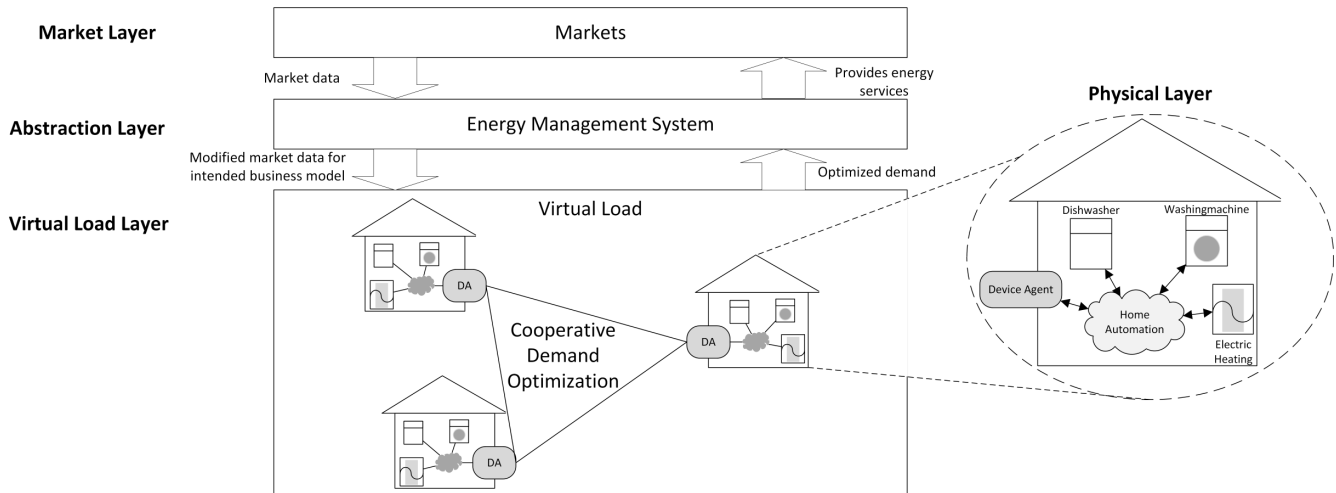 Market Layer
Markets
Market data
Provides energy
services
Physical Layer
Abstraction Layer
Energy Management System
Modified market data for
intended business model
Optimized demand
Virtual Load Layer
Virtual Load
Dishwasher
Washingmachine
DA
Device Agent
Home
Automation
Electric
Heating
Cooperative
Demand
Optimization
DA
DA